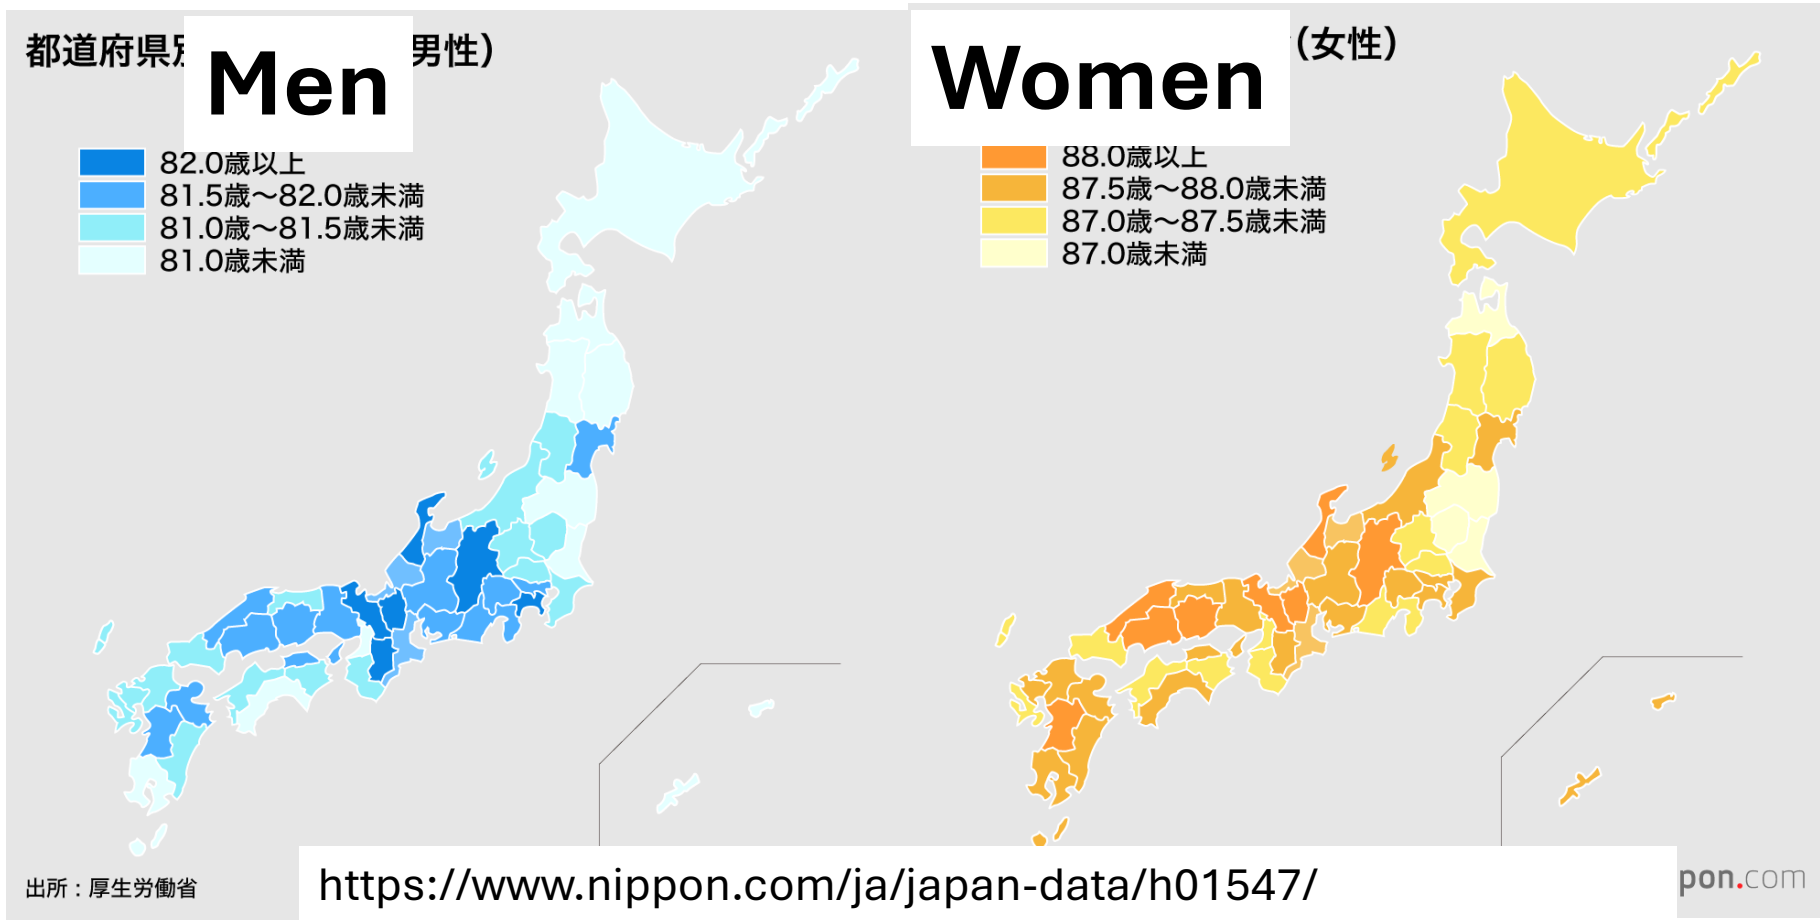 都道府県別
男性）
Men
82.0歳以上
81.5歳～82.0歳未満
81.0歳～81.5歳未満
81.0歳未満
出所：厚生労働省
（女性）
Women
88.0歳以上
87.5歳～88.0歳未満
87.0歳～87.5歳未満
87.0歳未満
https://www.nippon.com/ja/japan-data/h01547/
pon.com